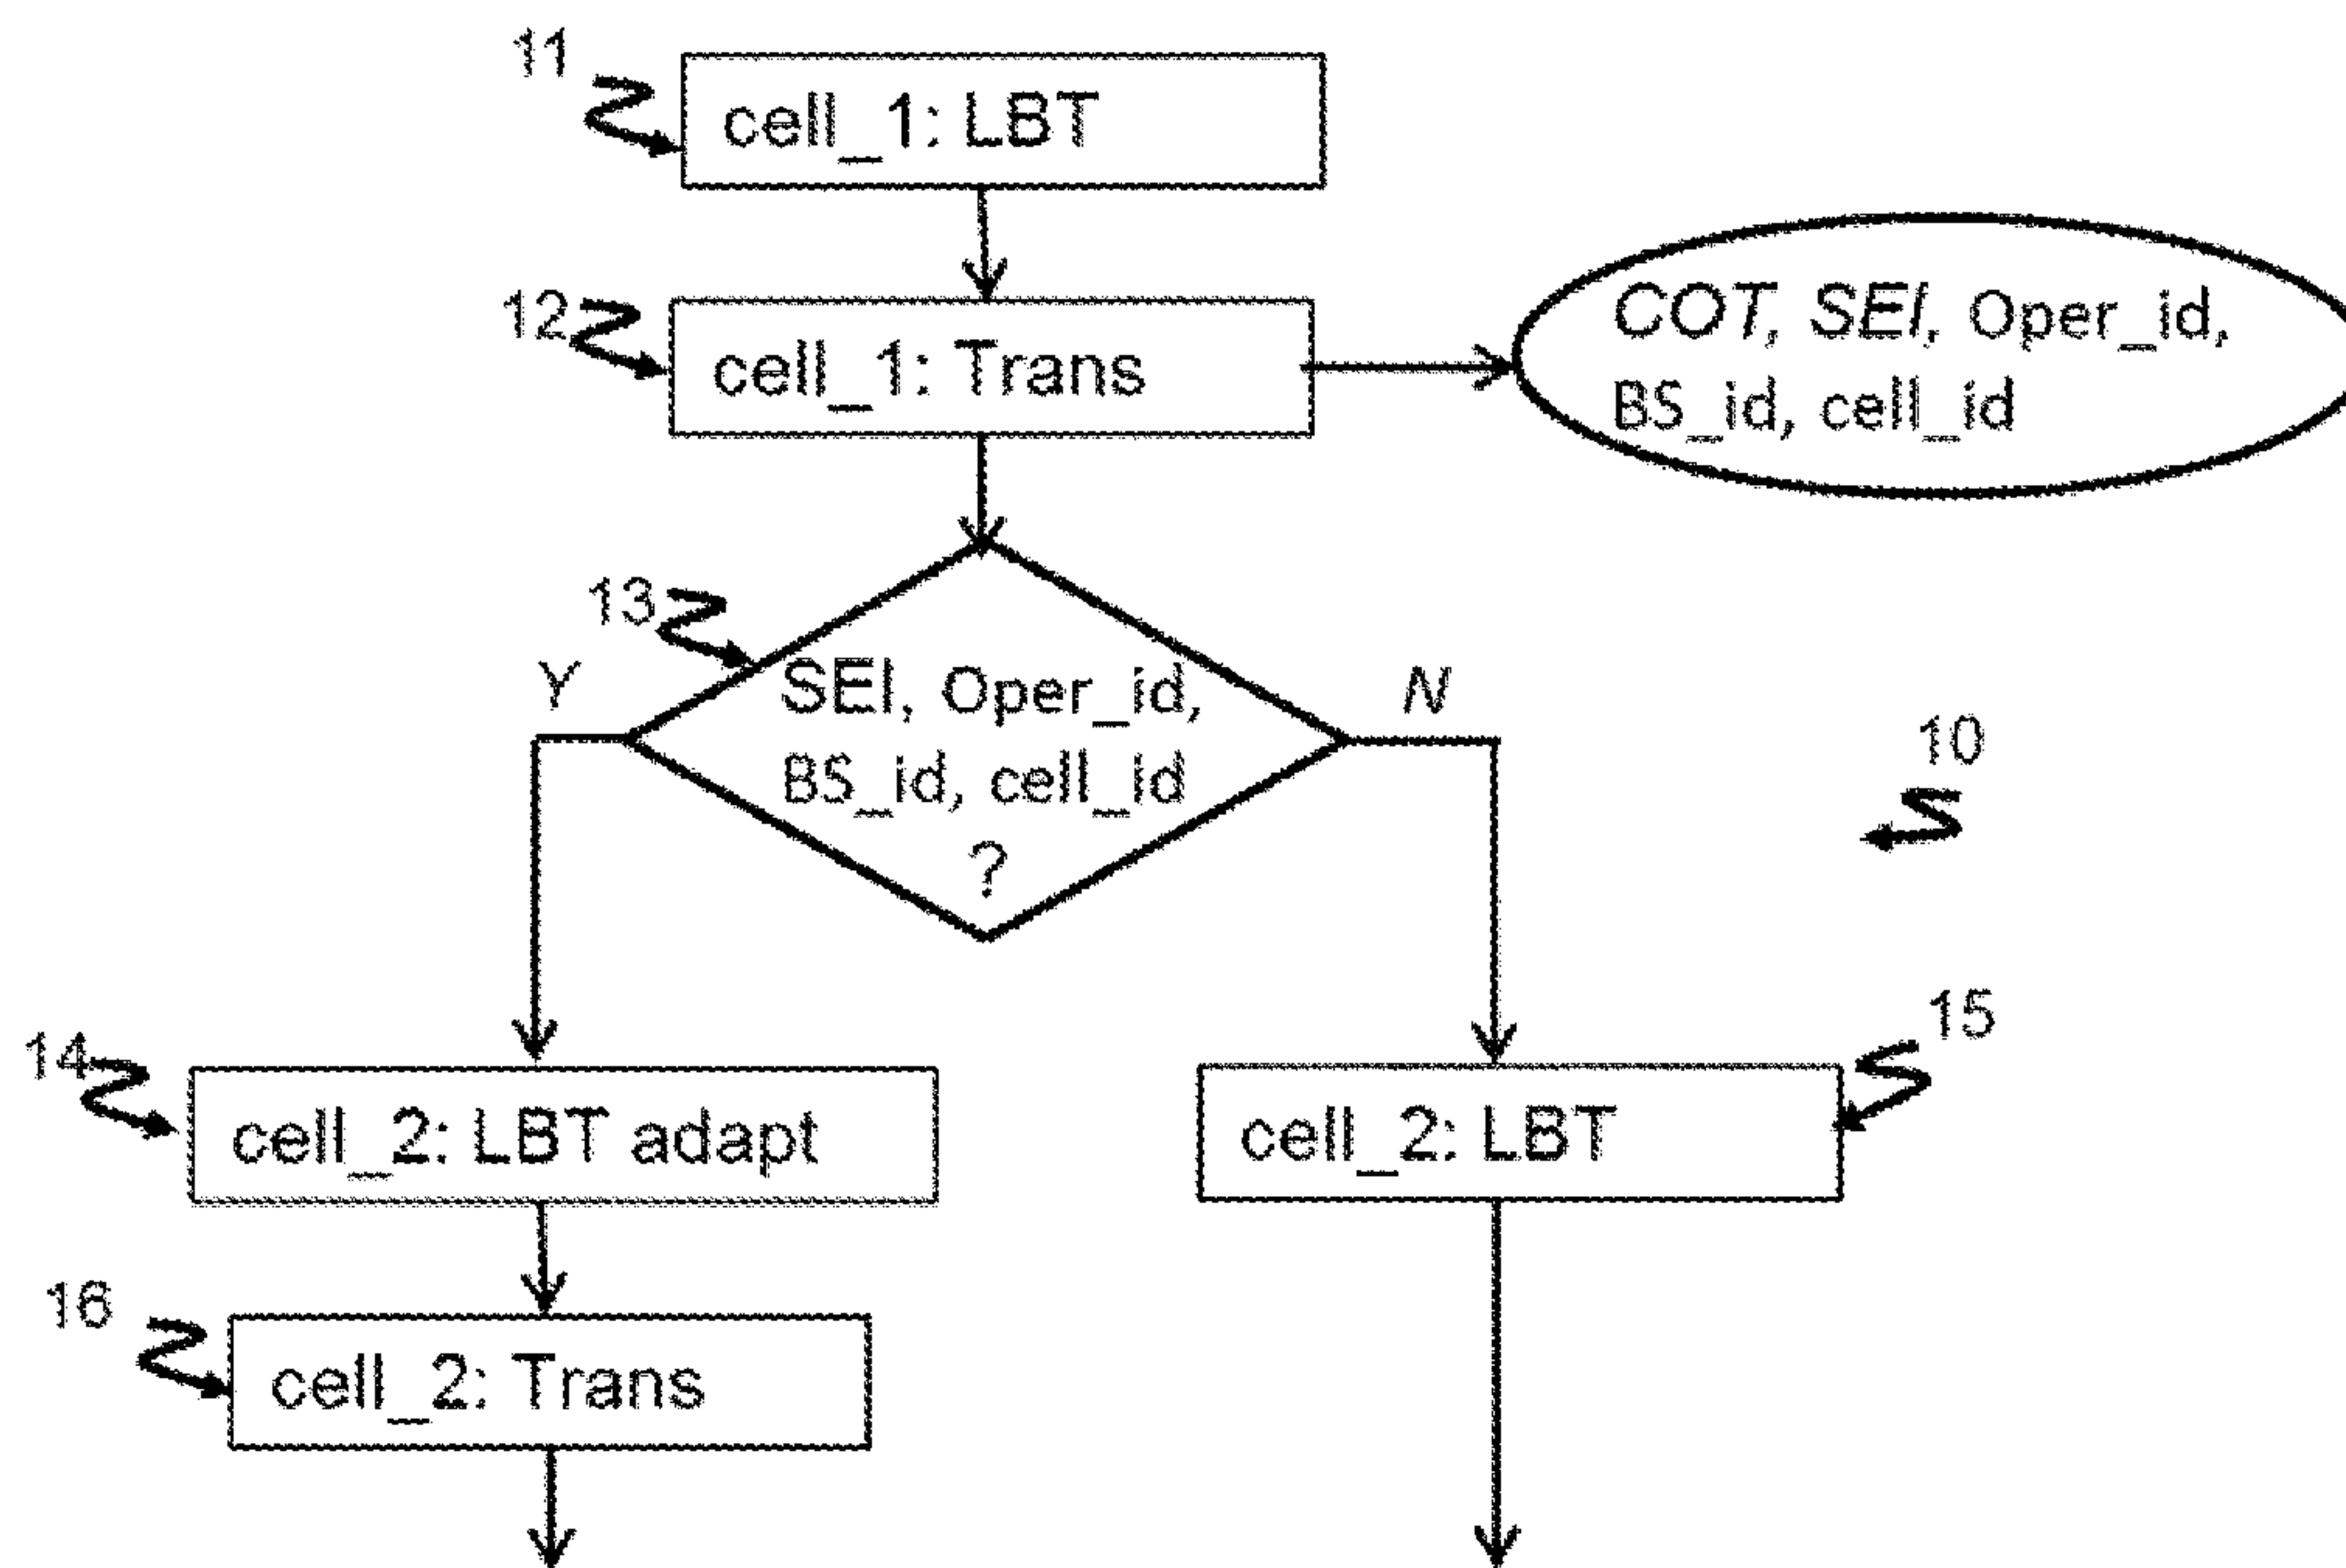 11
cell_1: LBT
12
cell_1: Trans
COT, SEI, Oper_id,
BS_id, cell_id
13
Y
SEI, Oper_id,
BS_id, cell_id
?
N
10
14
cell_2: LBT adapt
15
cell_2: LBT
16
cell_2: Trans